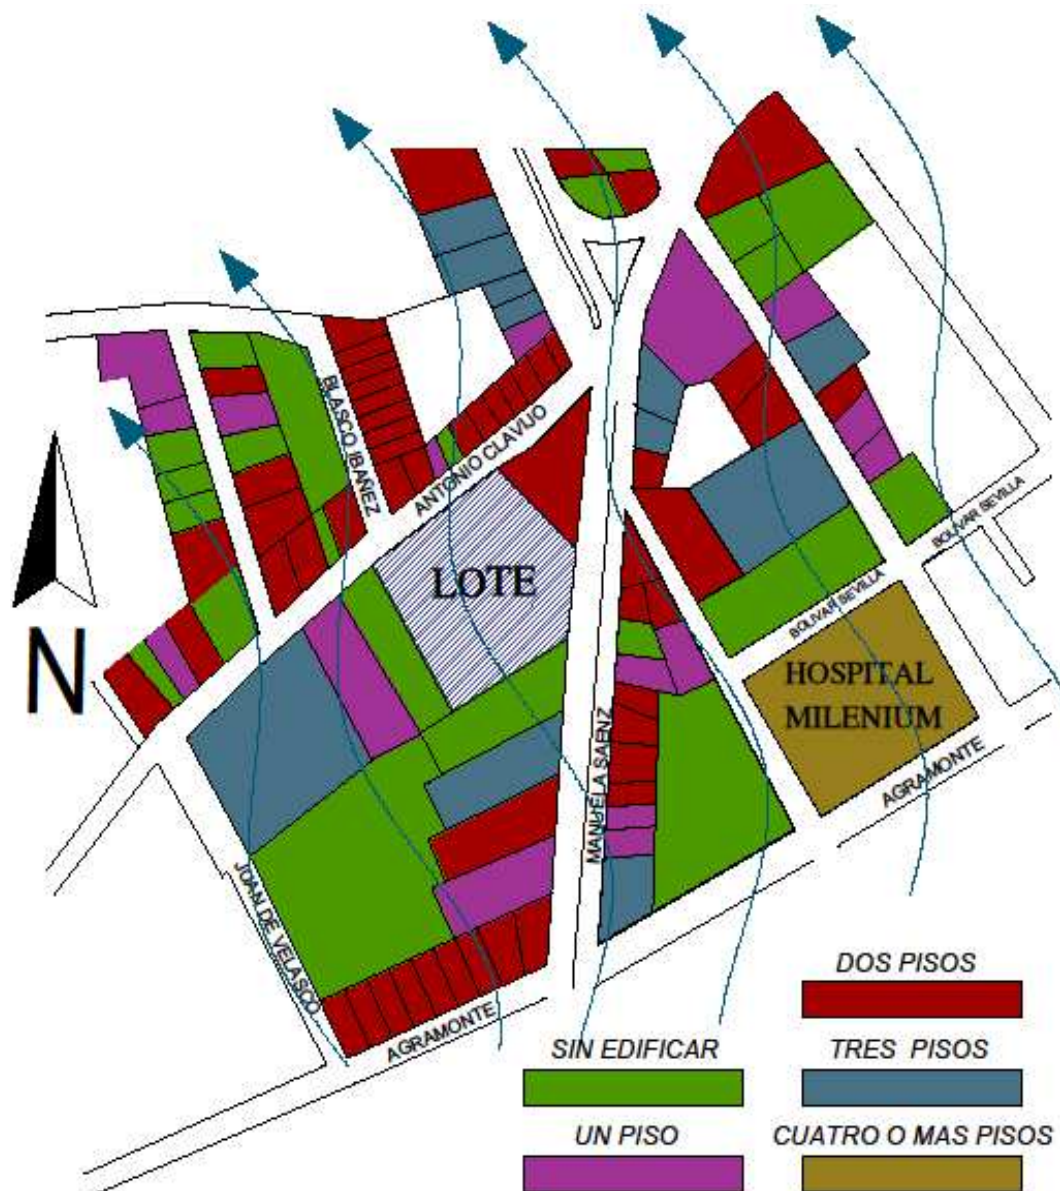 BLASCO IBAÑEZ
ANTONIO CLAVIJO
LOTE
BOLIVAR SEVILLA
BOLIVAR SEVILLA
N
HOSPITAL
MILENIUM
MANUELA SAENZ
AGRAMONTE
JOAN DE VELASCO
AGRAMONTE
DOS PISOS
SIN EDIFICAR
TRES PISOS
UN PISO
CUATRO O MAS PISOS